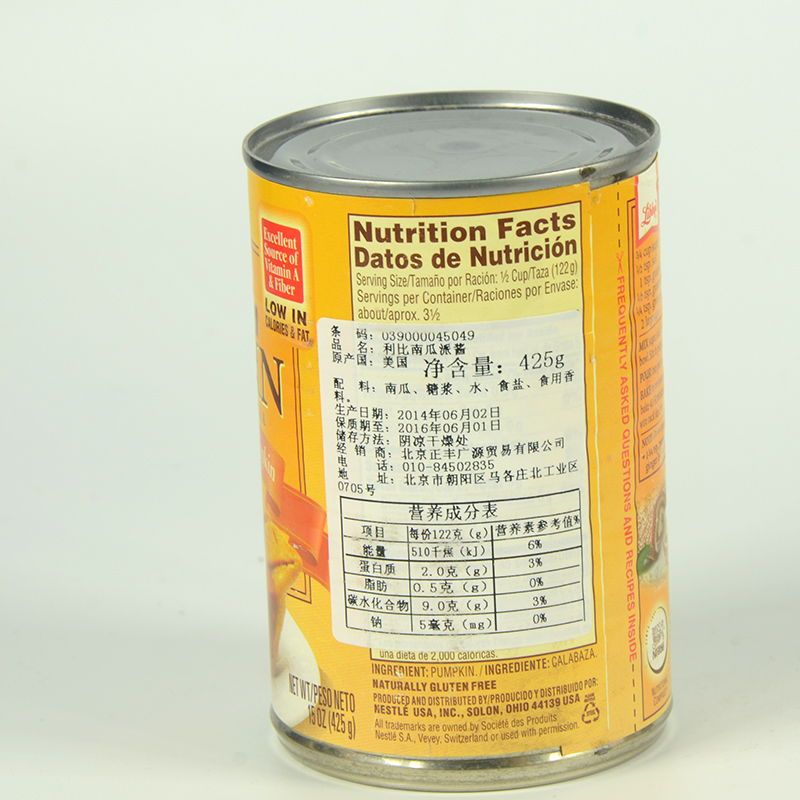 Excellent
Source of
Vitamin A
& Fiber
LOW IN
CALORIES & FAT
N
Nutrition Facts
Datos de Nutrición
Serving Size/Tamaño por Ración: ½ Cup/Taza (122g)
Servings per Container/Raciones por Envase:
about/aprox. 3½
条 码: 039000045049
品 名: 利比南瓜派酱
原产国: 美国 净含量: 425g
配 料: 南瓜、糖浆、水、食盐、食用香
料。
生产日期: 2014年06月02日
保质期至: 2016年06月01日
储存方法: 阴凉干燥处
经 销 商: 北京正丰广源贸易有限公司
电 话: 010-84502835
地 址: 北京市朝阳区马各庄北工业区
0705号
营养成分表
项目 每份122克(g) 营养素参考值%
能量 510千焦(kJ) 6%
蛋白质 2.0克(g) 3%
脂肪 0.5克(g) 0%
碳水化合物 9.0克(g) 3%
钠 5毫克(mg) 0%
una dieta de 2,000 calorías.
INGREDIENT: PUMPKIN. / INGREDIENTE: CALABAZA.
NATURALLY GLUTEN FREE
PRODUCED AND DISTRIBUTED BY/PRODUCIDO Y DISTRIBUIDO POR:
NESTLÉ USA, INC., SOLON, OHIO 44139 USA
All trademarks are owned by Société des Produits
Nestlé S.A., Vevey, Switzerland or used with permission.
NET WT/PESO NETO
15 OZ (425 g)
FREQUENTLY ASKED QUESTIONS AND RECIPES INSIDE
Libby's